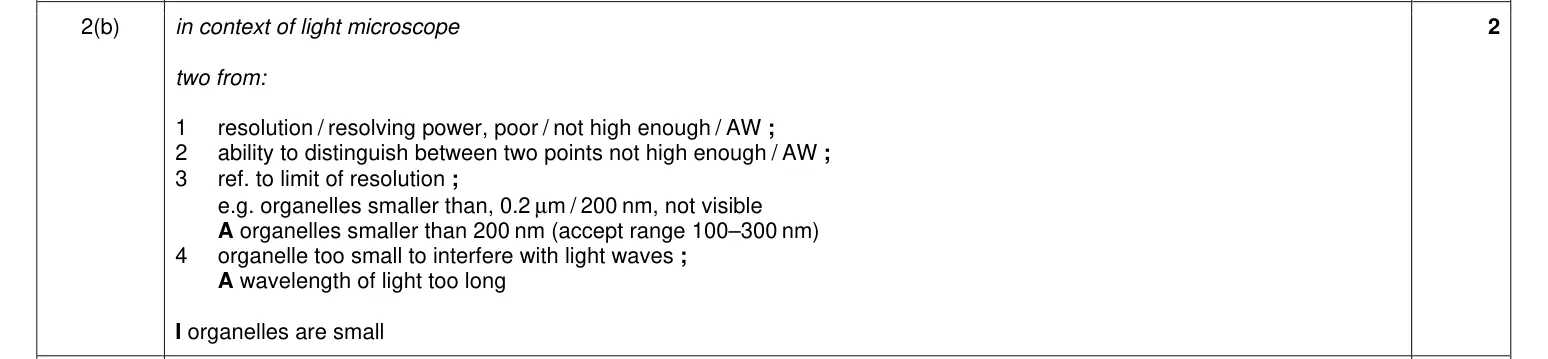 2(b) in context of light microscope 2
two from:
1 resolution / resolving power, poor / not high enough / AW ;
2 ability to distinguish between two points not high enough / AW ;
3 ref. to limit of resolution ;
e.g. organelles smaller than, 0.2 μm / 200 nm, not visible
A organelles smaller than 200 nm (accept range 100–300 nm)
4 organelle too small to interfere with light waves ;
A wavelength of light too long
I organelles are small